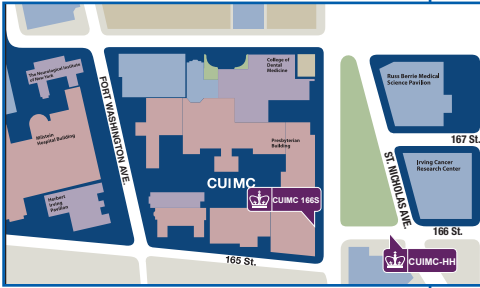 The Neurological Institute
of New York
FORT WASHINGTON AVE.
College of
Dental
Medicine
Russ Berrie Medical
Science Pavilion
Milstein
Hospital Building
Presbyterian
Building
167 St.
ST. NICHOLAS AVE.
Irving Cancer
Research Center
CUIMC
CUIMC 166S
Herbert
Irving
Pavilion
166 St.
165 St.
CUIMC-HH